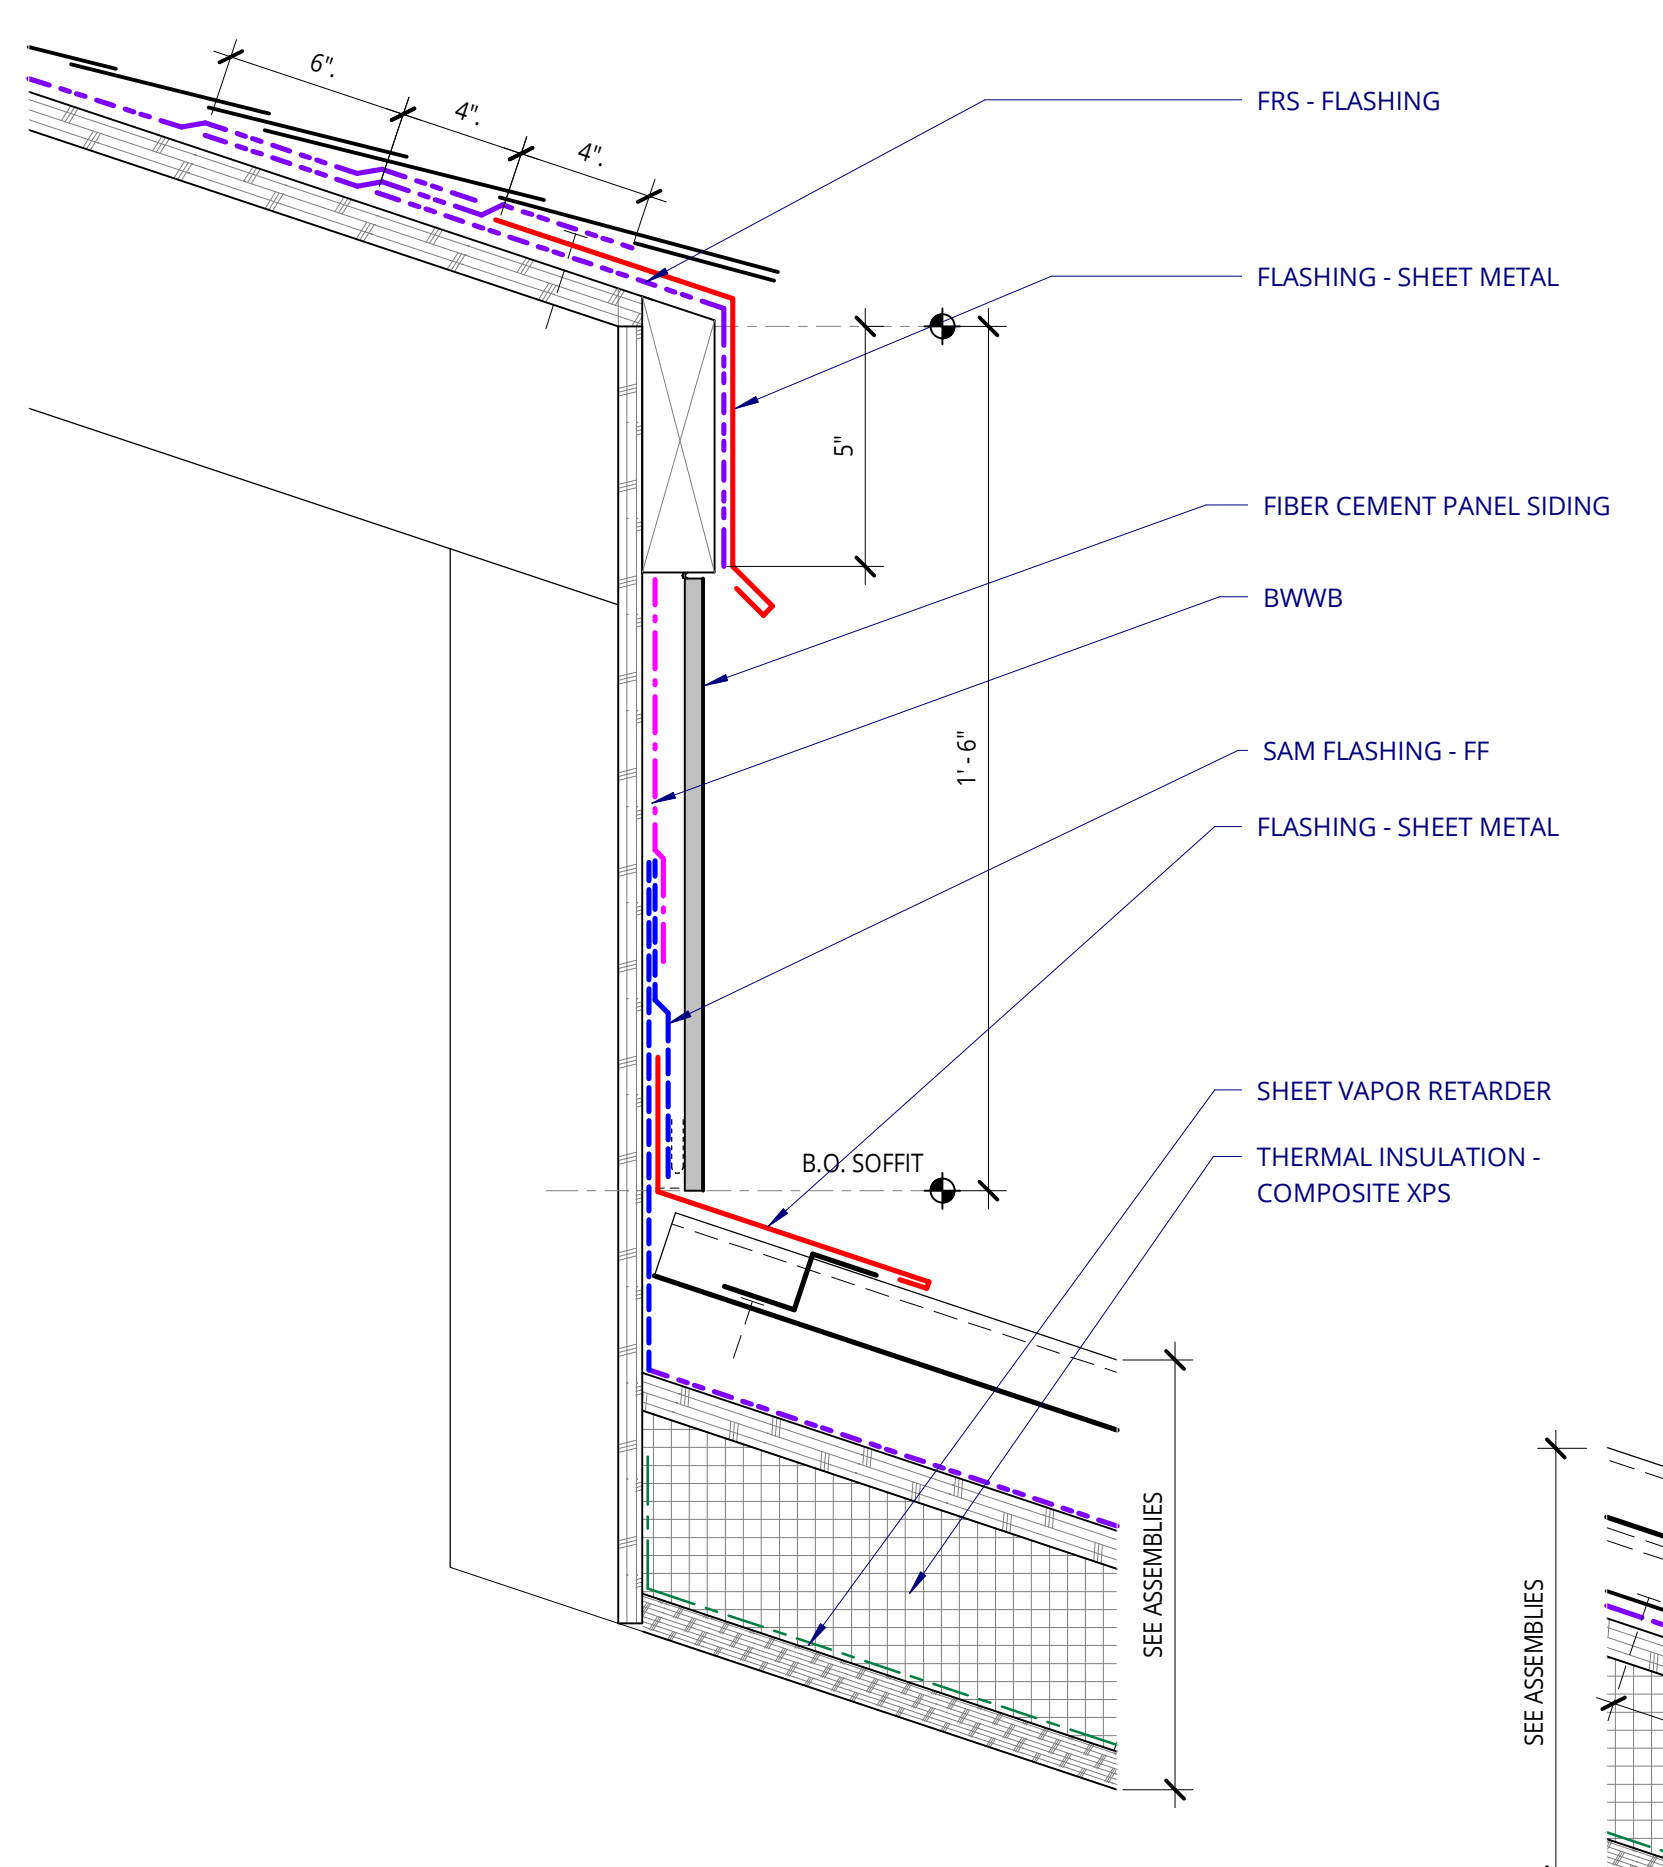 6".
4".
4".
FRS - FLASHING
FLASHING - SHEET METAL
5"
FIBER CEMENT PANEL SIDING
BWWB
1' - 6"
SAM FLASHING - FF
FLASHING - SHEET METAL
SHEET VAPOR RETARDER
B.O. SOFFIT
THERMAL INSULATION -
COMPOSITE XPS
SEE ASSEMBLIES
SEE ASSEMBLIES